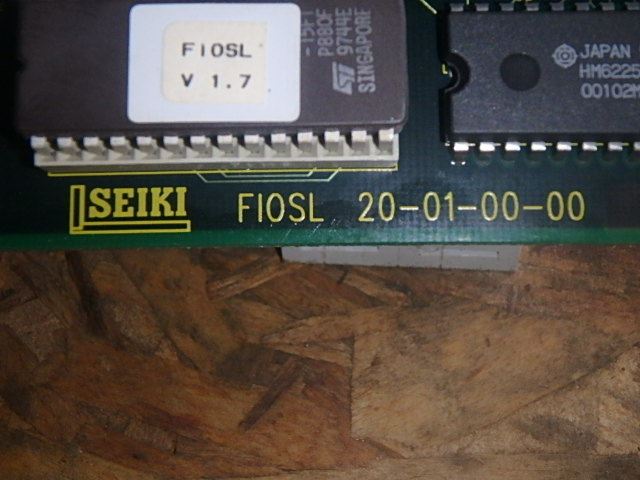 FIOSL
V 1.7
-15F1
P880F
9744E
SINGAPORE
JAPAN
HM6225
00102M
SEIKI
FIOSL 20-01-00-00